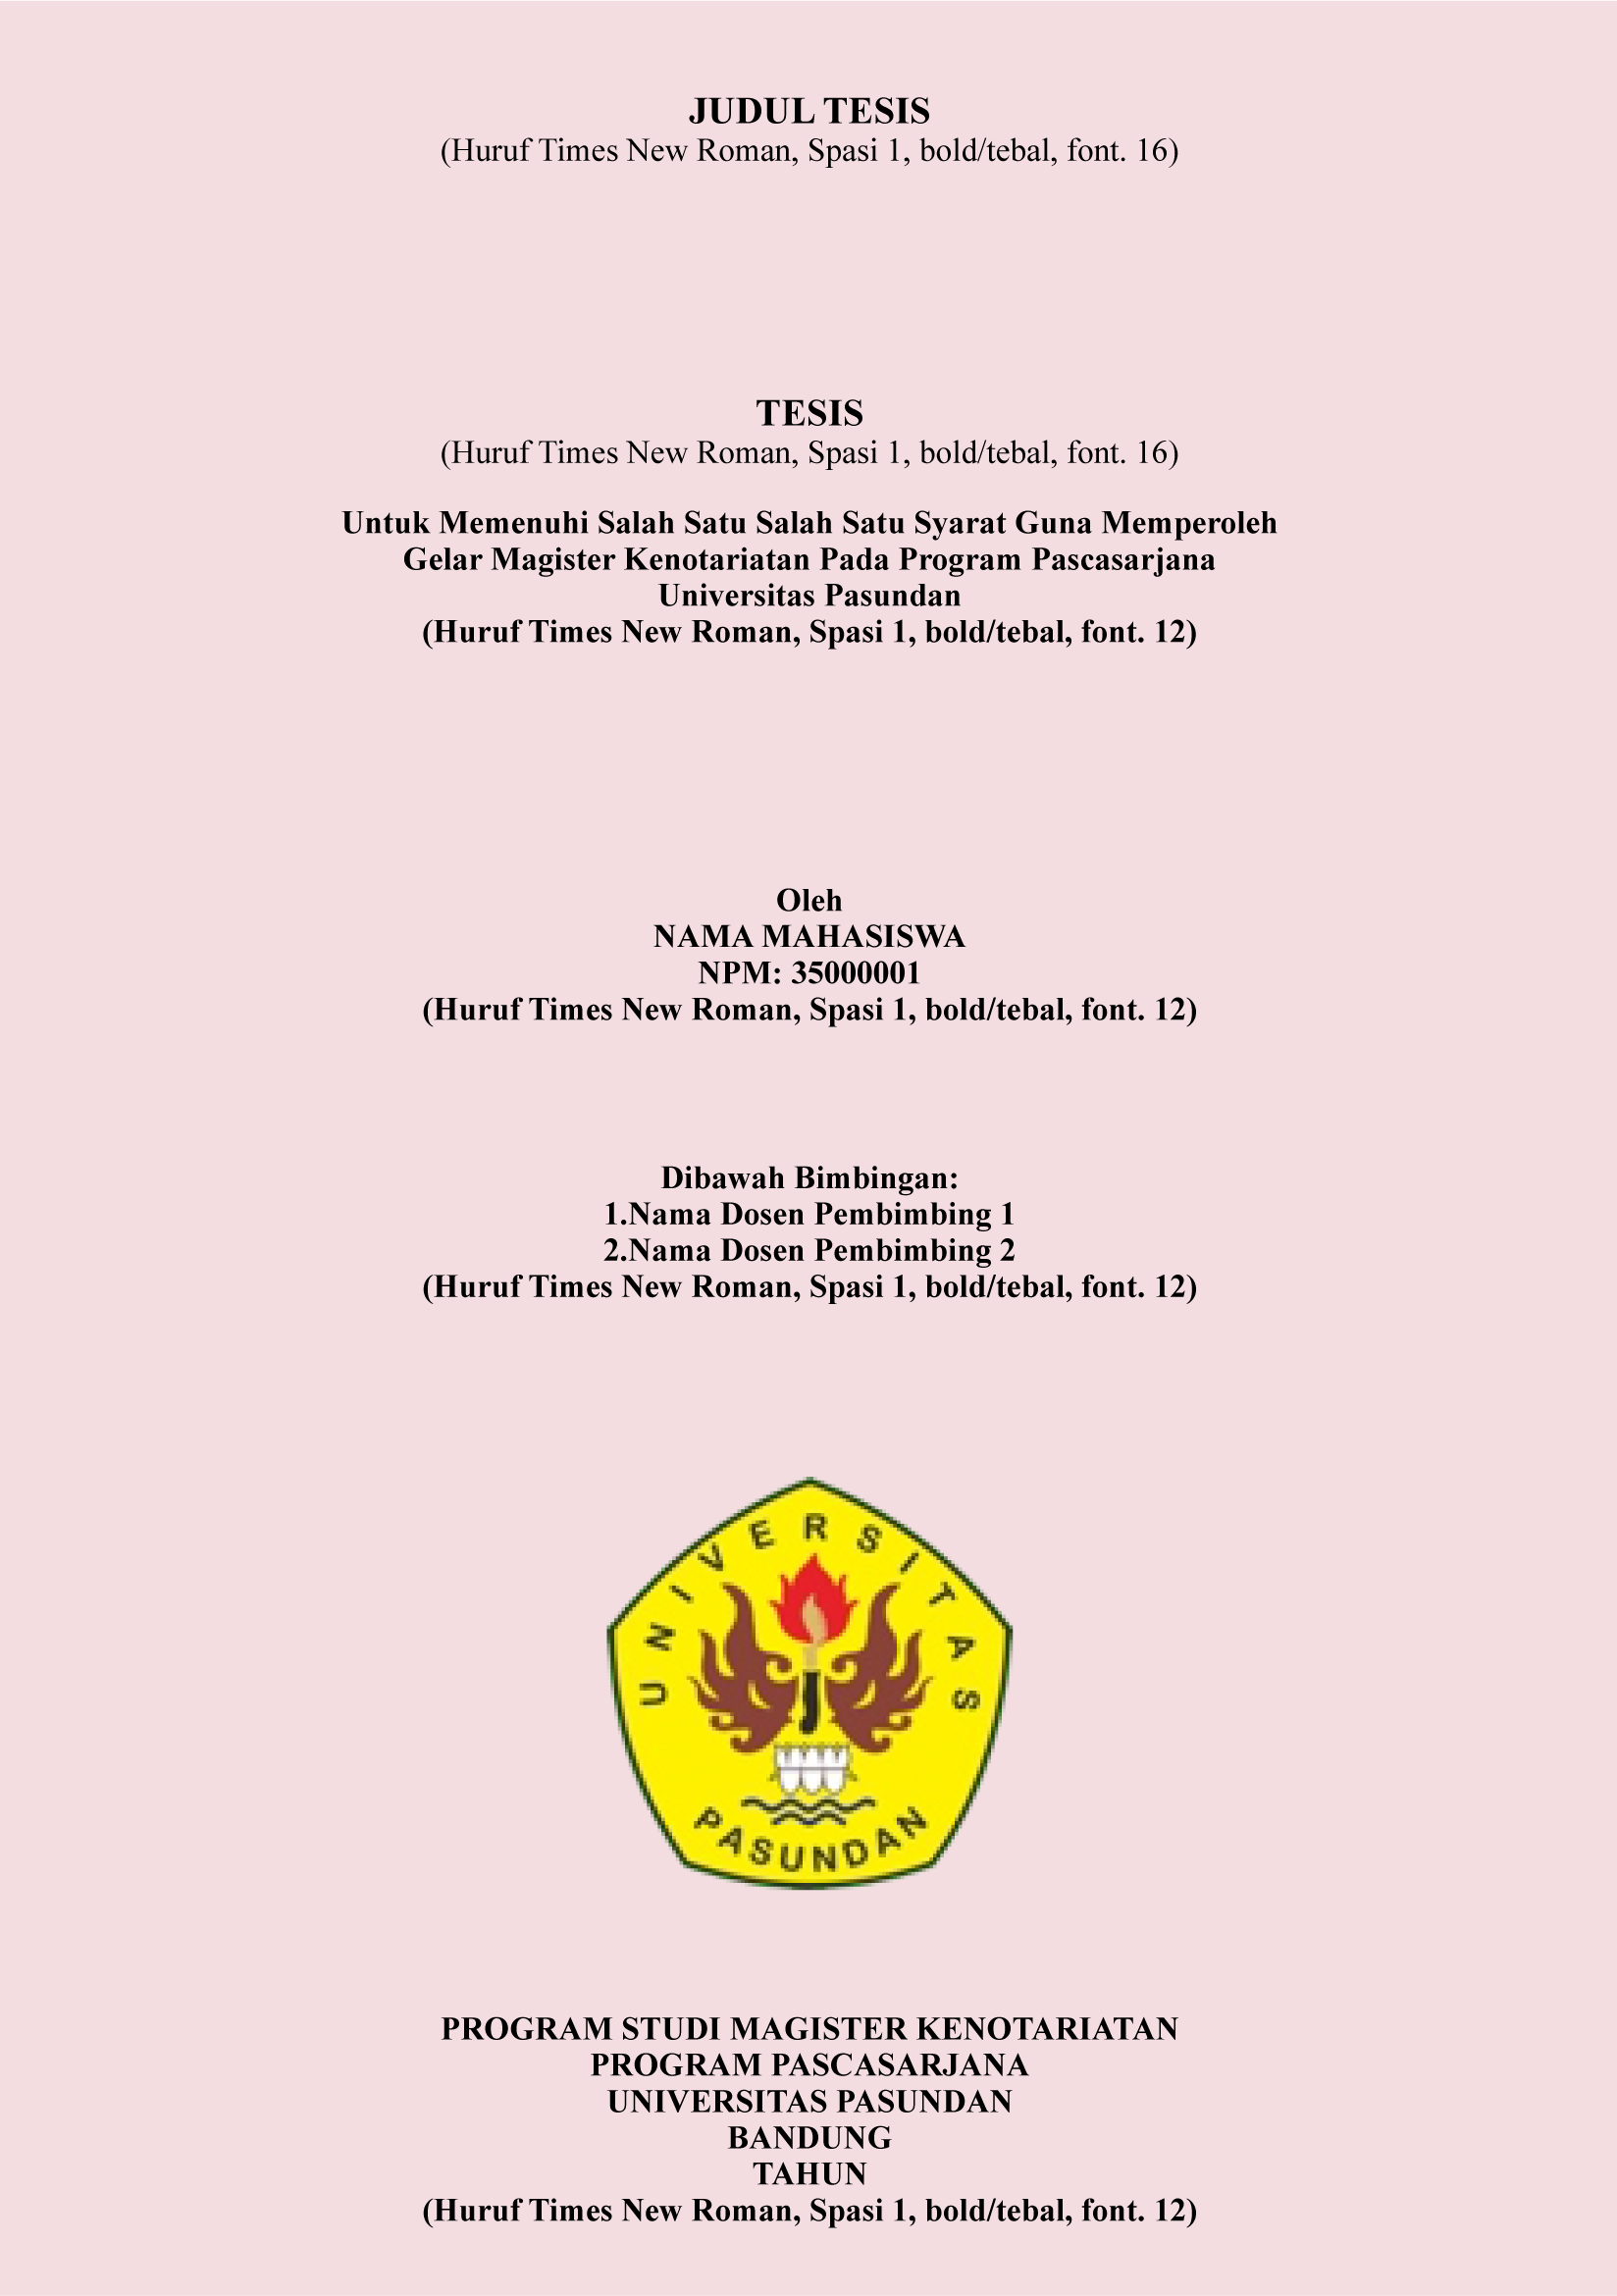 JUDUL TESIS
(Huruf Times New Roman, Spasi 1, bold/tebal, font. 16)
TESIS
(Huruf Times New Roman, Spasi 1, bold/tebal, font. 16)
Untuk Memenuhi Salah Satu Salah Satu Syarat Guna Memperoleh
Gelar Magister Kenotariatan Pada Program Pascasarjana
Universitas Pasundan
(Huruf Times New Roman, Spasi 1, bold/tebal, font. 12)
Oleh
NAMA MAHASISWA
NPM: 35000001
(Huruf Times New Roman, Spasi 1, bold/tebal, font. 12)
Dibawah Bimbingan:
1.Nama Dosen Pembimbing 1
2.Nama Dosen Pembimbing 2
(Huruf Times New Roman, Spasi 1, bold/tebal, font. 12)
UNIVERSITAS
PASUNDAN
PROGRAM STUDI MAGISTER KENOTARIATAN
PROGRAM PASCASARJANA
UNIVERSITAS PASUNDAN
BANDUNG
TAHUN
(Huruf Times New Roman, Spasi 1, bold/tebal, font. 12)